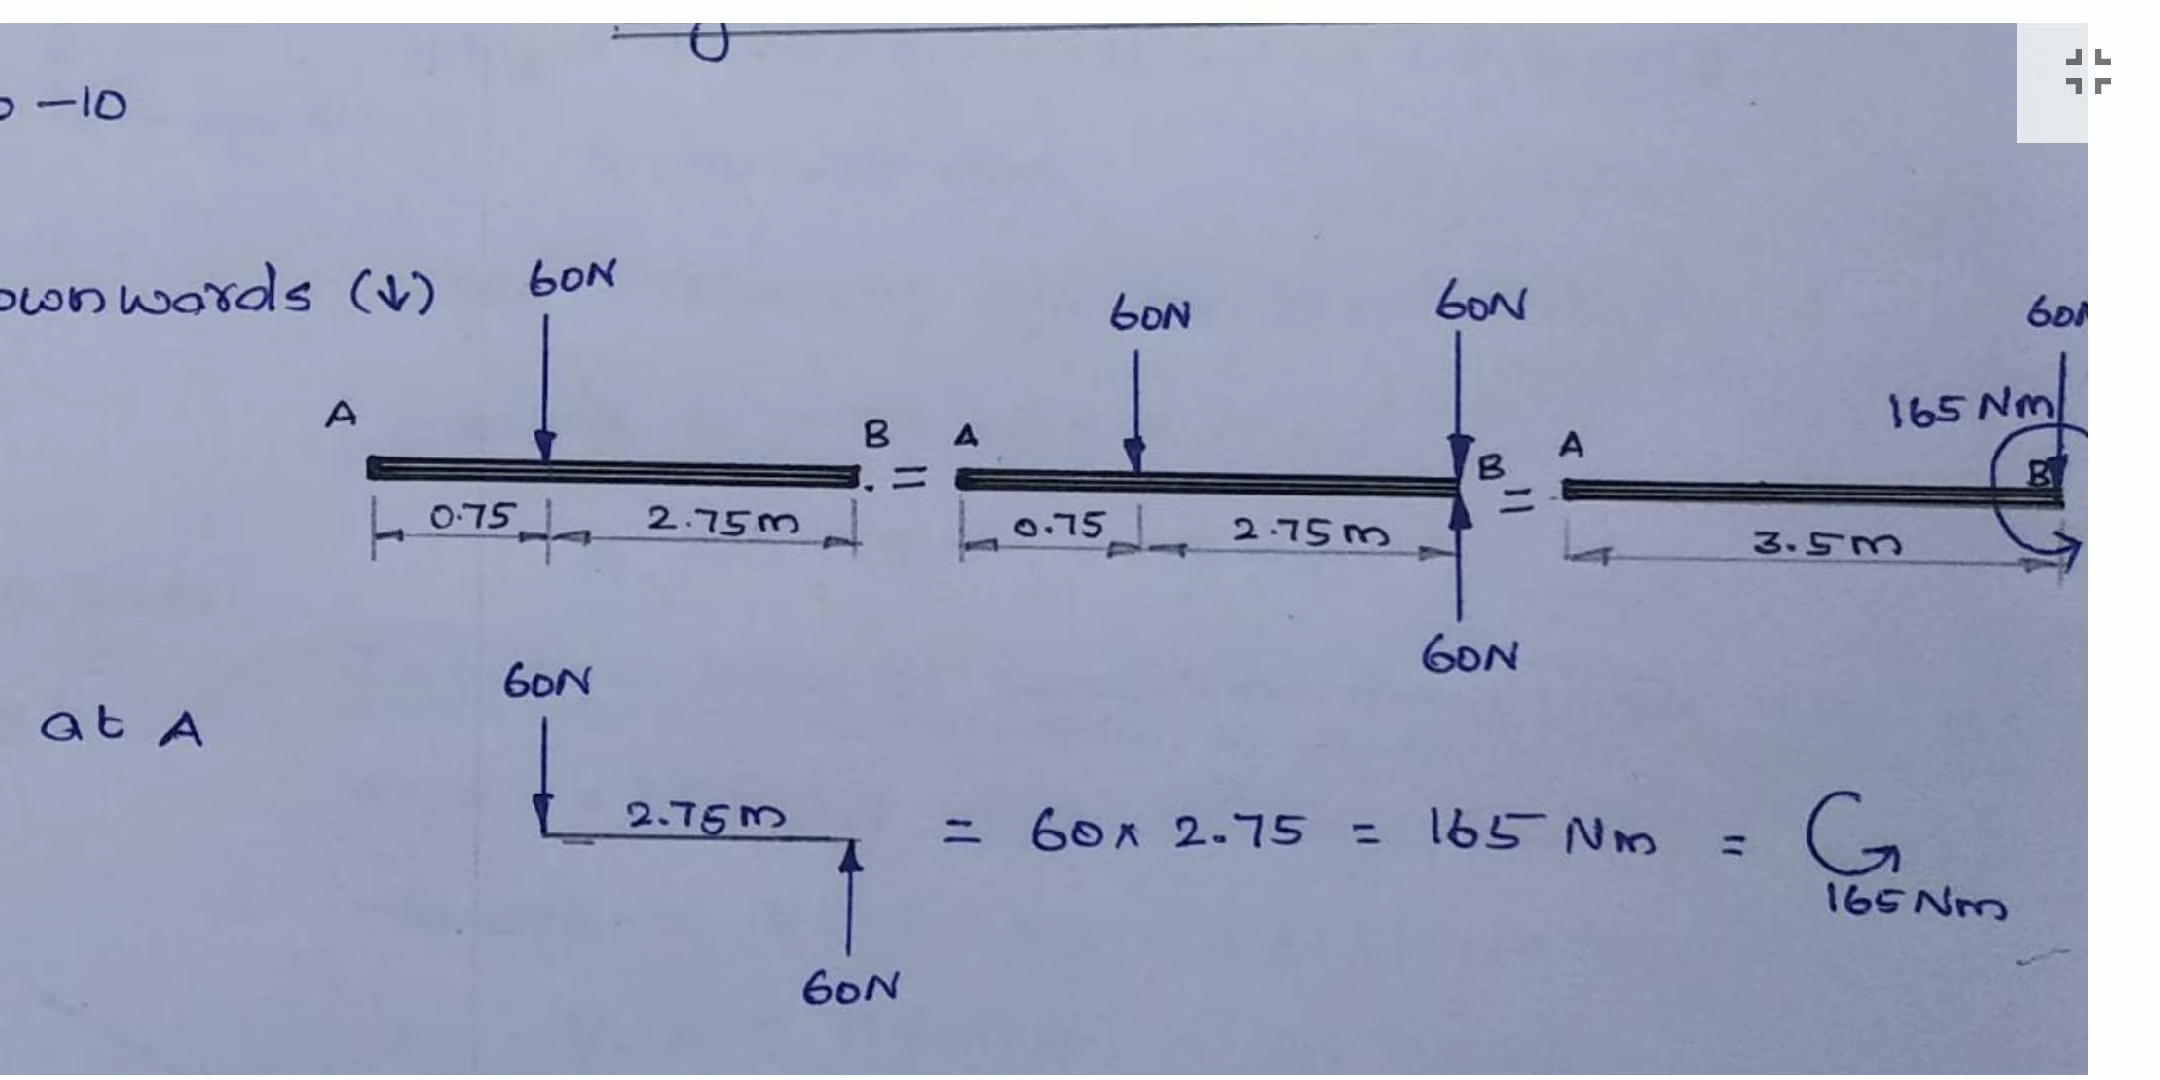 -10
ownwards (↓)
60N
60N
60N
60N
165 Nm
A
B
A
B
A
B
. =
=
0.75
2.75m
0.75
2.75m
3.5m
60N
60N
at A
2.75m
= 60 x 2.75 = 165 Nm =
165 Nm
60N